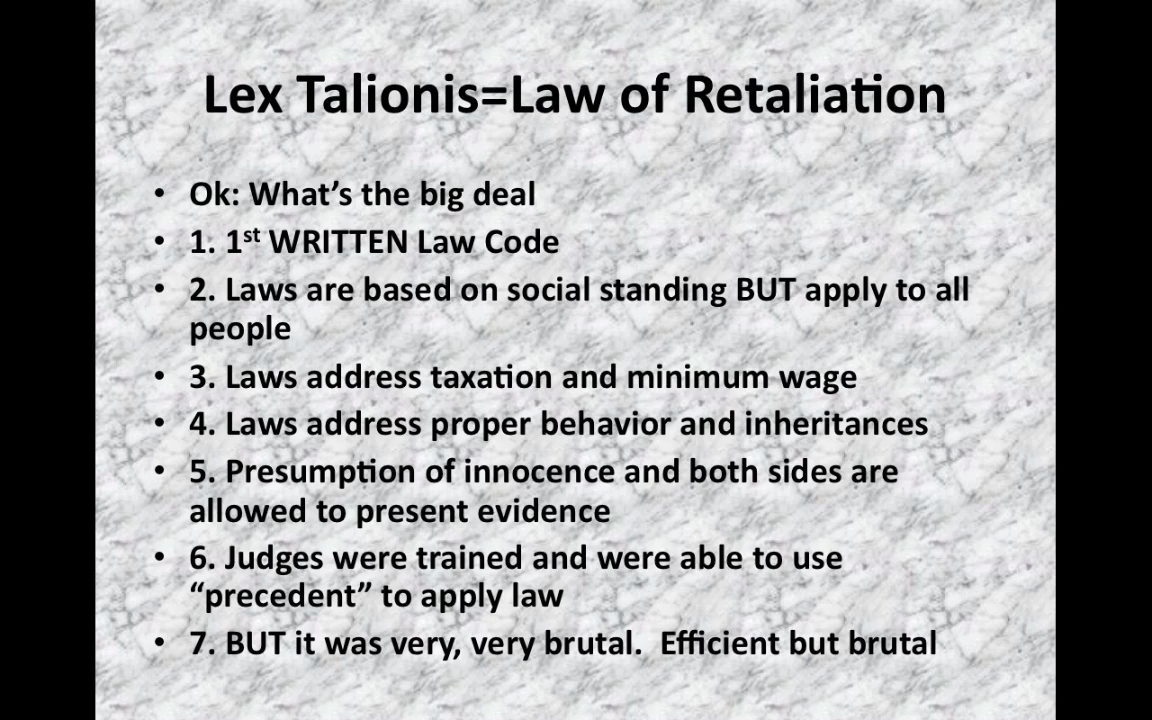 Lex Talionis=Law of Retaliation
• Ok: What’s the big deal
• 1. 1st WRITTEN Law Code
• 2. Laws are based on social standing BUT apply to all
people
• 3. Laws address taxation and minimum wage
• 4. Laws address proper behavior and inheritances
• 5. Presumption of innocence and both sides are
allowed to present evidence
• 6. Judges were trained and were able to use
“precedent” to apply law
• 7. BUT it was very, very brutal.  Efficient but brutal